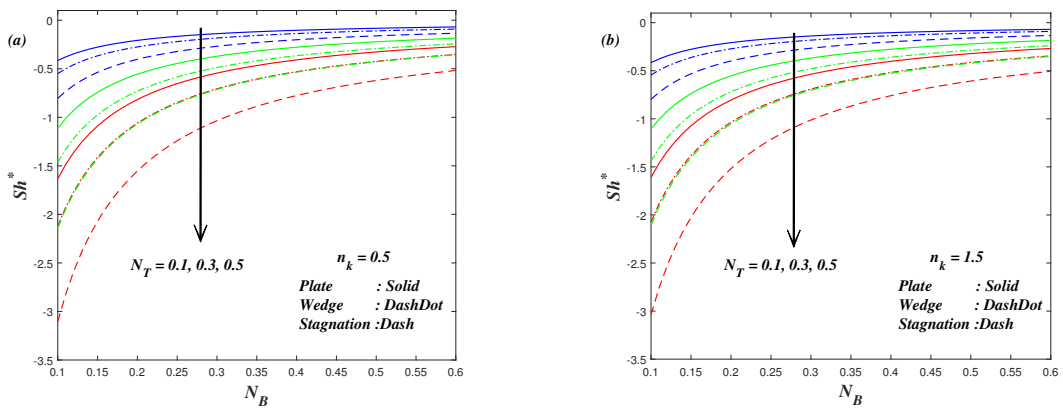 (a)
0
-0.5
-1
-1.5
-2
-2.5
-3
-3.5
Sh*
0.1 0.15 0.2 0.25 0.3 0.35 0.4 0.45 0.5 0.55 0.6
N_B
N_T = 0.1, 0.3, 0.5
n_k = 0.5
Plate : Solid
Wedge : DashDot
Stagnation :Dash
(b)
0
-0.5
-1
-1.5
-2
-2.5
-3
-3.5
Sh*
0.1 0.15 0.2 0.25 0.3 0.35 0.4 0.45 0.5 0.55 0.6
N_B
N_T = 0.1, 0.3, 0.5
n_k = 1.5
Plate : Solid
Wedge : DashDot
Stagnation :Dash